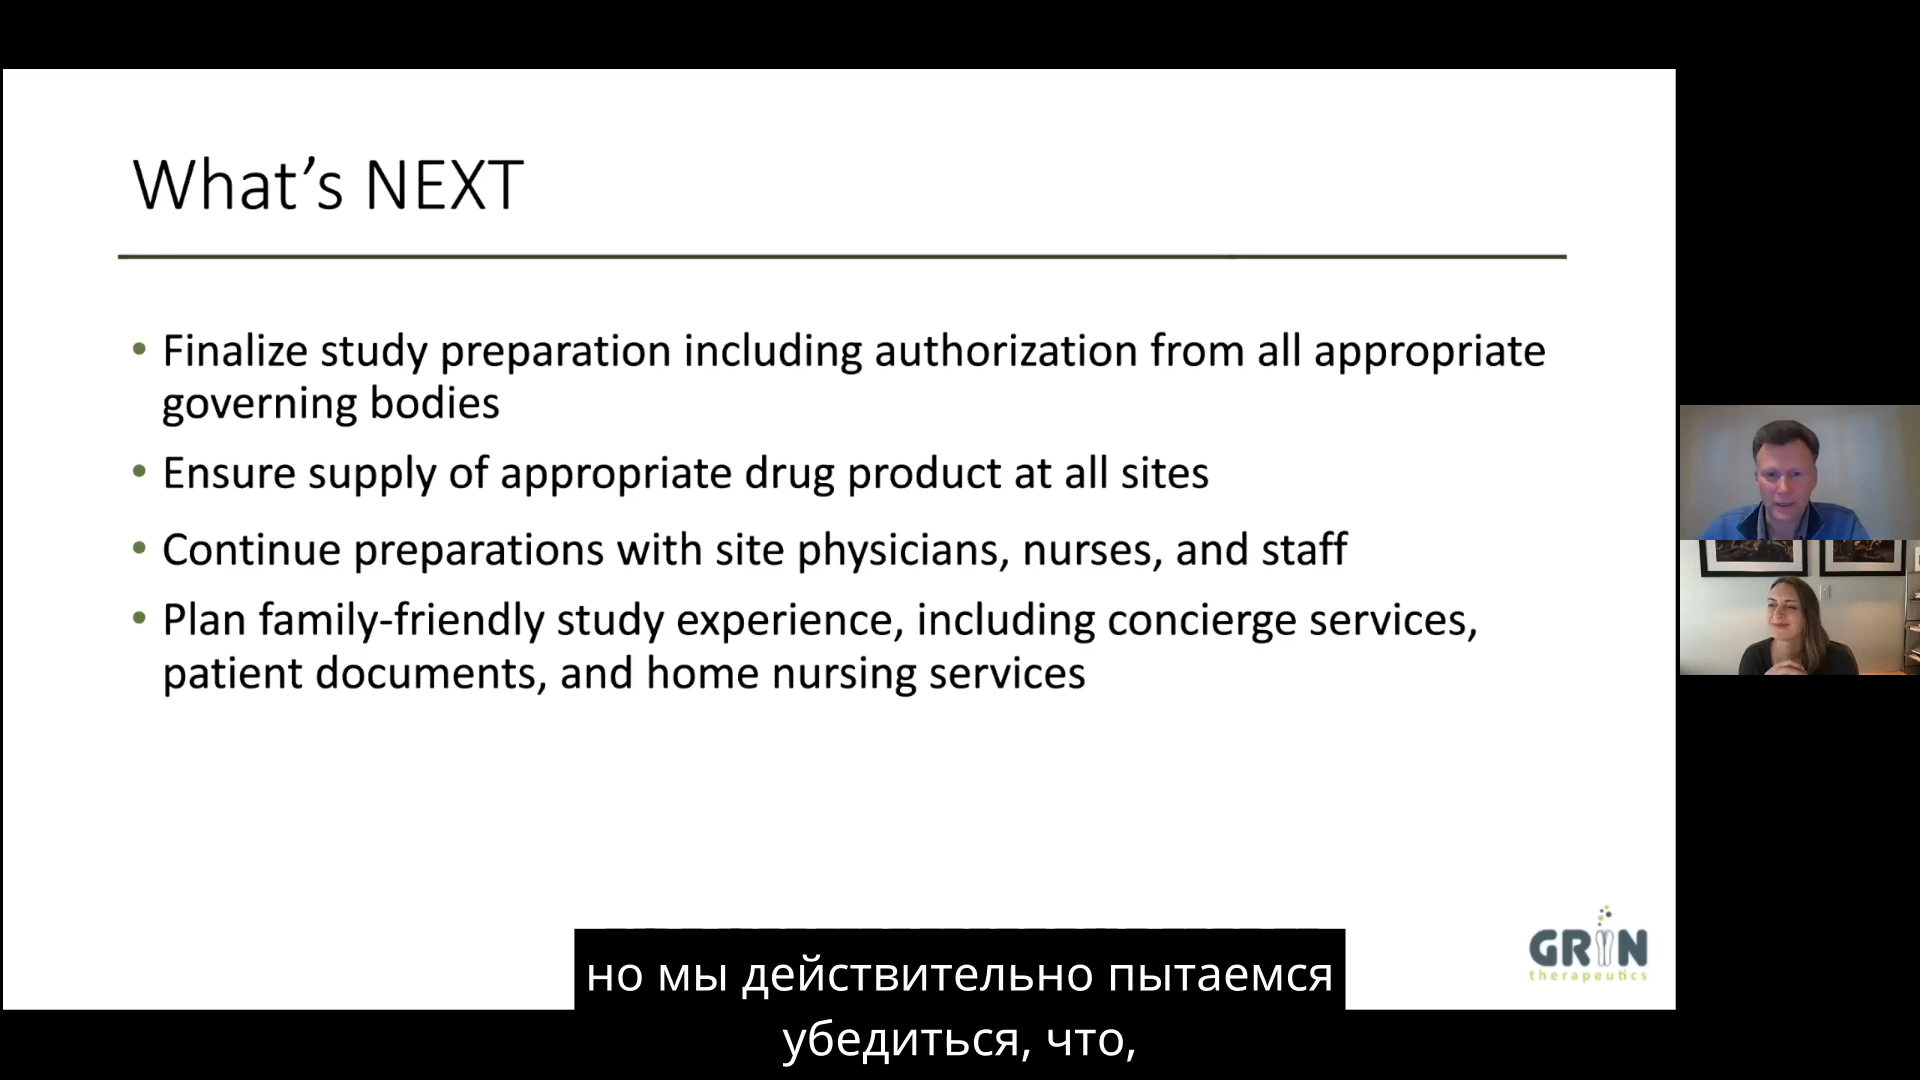 What’s NEXT
• Finalize study preparation including authorization from all appropriate
governing bodies
• Ensure supply of appropriate drug product at all sites
• Continue preparations with site physicians, nurses, and staff
• Plan family-friendly study experience, including concierge services,
patient documents, and home nursing services
GRIN
therapeutics
но мы действительно пытаемся
убедиться, что,